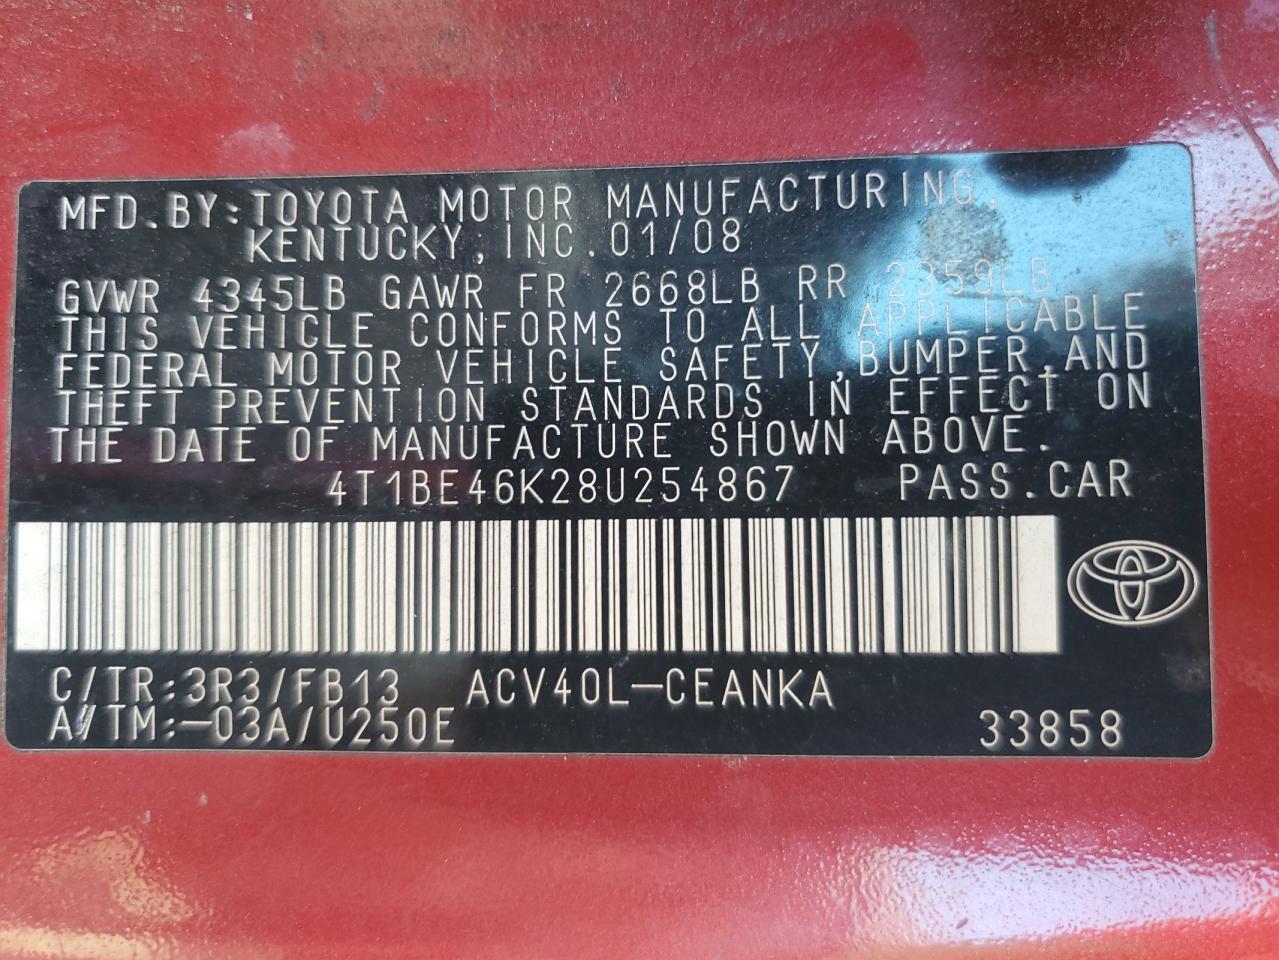 MFD.BY:TOYOTA MOTOR MANUFACTURING,
KENTUCKY, INC. 01/08
GVWR 4345LB GAWR FR 2668LB RR 2359LB
THIS VEHICLE CONFORMS TO ALL APPLICABLE
FEDERAL MOTOR VEHICLE SAFETY,BUMPER,AND
THEFT PREVENTION STANDARDS IN EFFECT ON
THE DATE OF MANUFACTURE SHOWN ABOVE.
4T1BE46K28U254867 PASS.CAR
C/TR:3R3/FB13 ACV40L-CEANKA
A/TM:-03A/U250E 33858